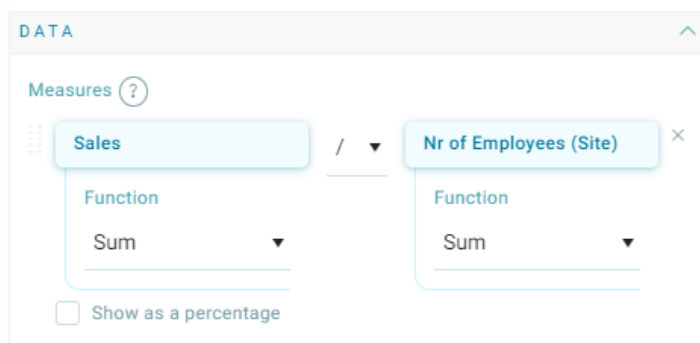 DATA
Measures ?
Sales / Nr of Employees (Site) ×
Function Function
Sum Sum
Show as a percentage